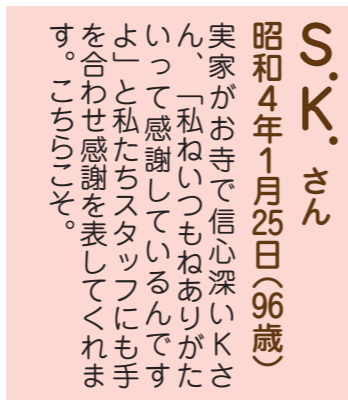 S.K. さん
昭和4年1月25日(96歳)
実家がお寺で信心深いKさ
ん、「私ねいつもねありがた
いって感謝しているんです
よ」と私たちスタッフにも手
を合わせ感謝を表してくれま
す。こちらこそ。